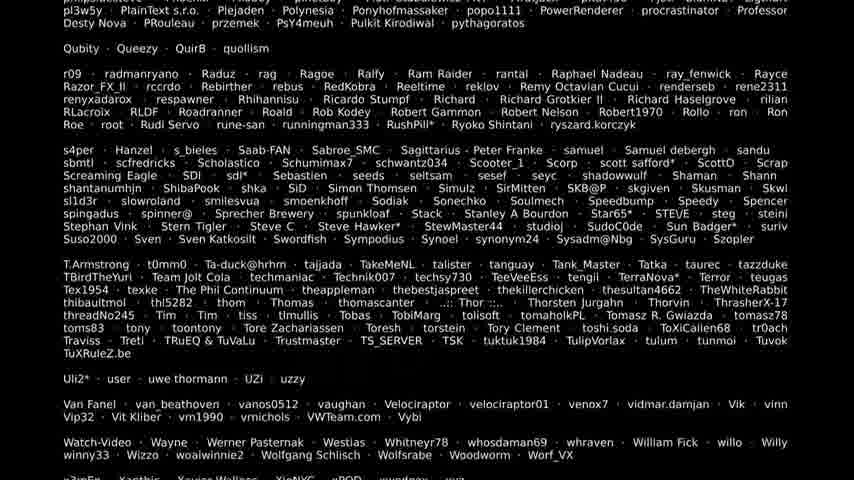 pl3w5y · PlainText s.r.o. · Plejaden · Polynesia · Ponyhofmassaker · popo1111 · PowerRenderer · procrastinator · Professor
Desty Nova · PRouleau · przemek · PsY4meuh · Pulkit Kirodiwal · pythagoratos
Qubity · Queezy · QuirB · quollism
r09 · radmanryano · Raduz · rag · Ragoe · Ralfy · Ram Raider · rantal · Raphael Nadeau · ray_fenwick · Rayce
Razor_FX_II · rccrdo · Rebirther · rebus · RedKobra · Reeltime · reklov · Remy Octavian Cucui · renderseb · rene2311
renyxadarox · respawner · Rhihannisu · Ricardo Stumpf · Richard · Richard Grotkier II · Richard Haselgrove · rilian
RLacroix · RLDF · Roadranner · Roald · Rob Kodey · Robert Gammon · Robert Nelson · Robert1970 · Rollo · ron · Ron
Roe · root · Rudi Servo · rune-san · runningman333 · RushPill* · Ryoko Shintani · ryszard.korczyk
s4per · Hanzel · s_bieles · Saab-FAN · Sabroe_SMC · Sagittarius - Peter Franke · samuel · Samuel debergh · sandu
sbmtl · scfredricks · Scholastico · Schumimax7 · schwantz034 · Scooter_1 · Scorp · scott safford* · ScottO · Scrap
Screaming Eagle · SDI · sdl* · Sebastien · seeds · seltsam · sesef · seyc · shadowwulf · Shaman · Shann
shantanumhjn · ShibaPook · shka · SiD · Simon Thomsen · Simulz · SirMitten · SKB@P · skgiven · Skusman · Skwl
sl1d3r · slowroland · smilesvua · smoenkhoff · Sodiak · Sonechko · Soulmech · Speedbump · Speedy · Spencer
spingadus · spinner@ · Sprecher Brewery · spunkloaf · Stack · Stanley A Bourdon · Star65* · STE\/E · steg · steini
Stephan Vink · Stern Tigler · Steve C · Steve Hawker* · StewMaster44 · studioJ · SudoC0de · Sun Badger* · suriv
Suso2000 · Sven · Sven Katkosilt · Swordfish · Sympodius · Synoel · synonym24 · Sysadm@Nbg · SysGuru · Szopler
T.Armstrong · t0mm0 · Ta-duck@hrhm · tajjada · TakeMeNL · talister · tanguay · Tank_Master · Tatka · taurec · tazzduke
TBirdTheYuri · Team Jolt Cola · techmaniac · Technik007 · techsy730 · TeeVeeEss · tengil · TerraNova* · Terror · teugas
Tex1954 · texke · The Phil Continuum · theappleman · thebestjaspreet · thekillerchicken · thesultan4662 · TheWhiteRabbit
thibaultmol · thl5282 · thom · Thomas · thomascanter · ..:: Thor ::.. · Thorsten Jurgahn · Thorvin · ThrasherX-17
threadNo245 · Tim · Tim · tiss · tlmullis · Tobas · TobiMarg · tolisoft · tomaholkPL · Tomasz R. Gwiazda · tomasz78
toms83 · tony · toontony · Tore Zachariassen · Toresh · torstein · Tory Clement · toshi.soda · ToXiCallen68 · tr0ach
Traviss · Tretl · TRuEQ & TuVaLu · Trustmaster · TS_SERVER · TSK · tuktuk1984 · TulipVorlax · tulum · tunmoi · Tuvok
TuXRuleZ.be
Uli2* · user · uwe thormann · UZi · uzzy
Van Fanel · van_beathoven · vanos0512 · vaughan · Velociraptor · velociraptor01 · venox7 · vidmar.damjan · Vik · vinn
Vip32 · Vit Kliber · vm1990 · vmichols · VWTeam.com · Vybi
Watch-Video · Wayne · Werner Pasternak · Westias · Whitneyr78 · whosdaman69 · whraven · William Fick · willo · Willy
winny33 · Wizzo · woalwinnie2 · Wolfgang Schlisch · Wolfsrabe · Woodworm · Worf_VX